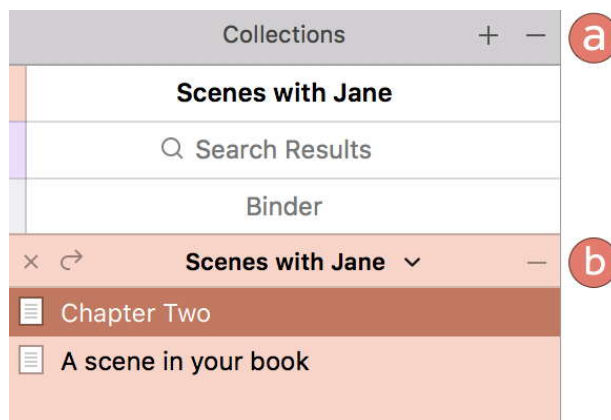 Collections + −
a
Scenes with Jane
Search Results
Binder
Scenes with Jane
b
Chapter Two
A scene in your book